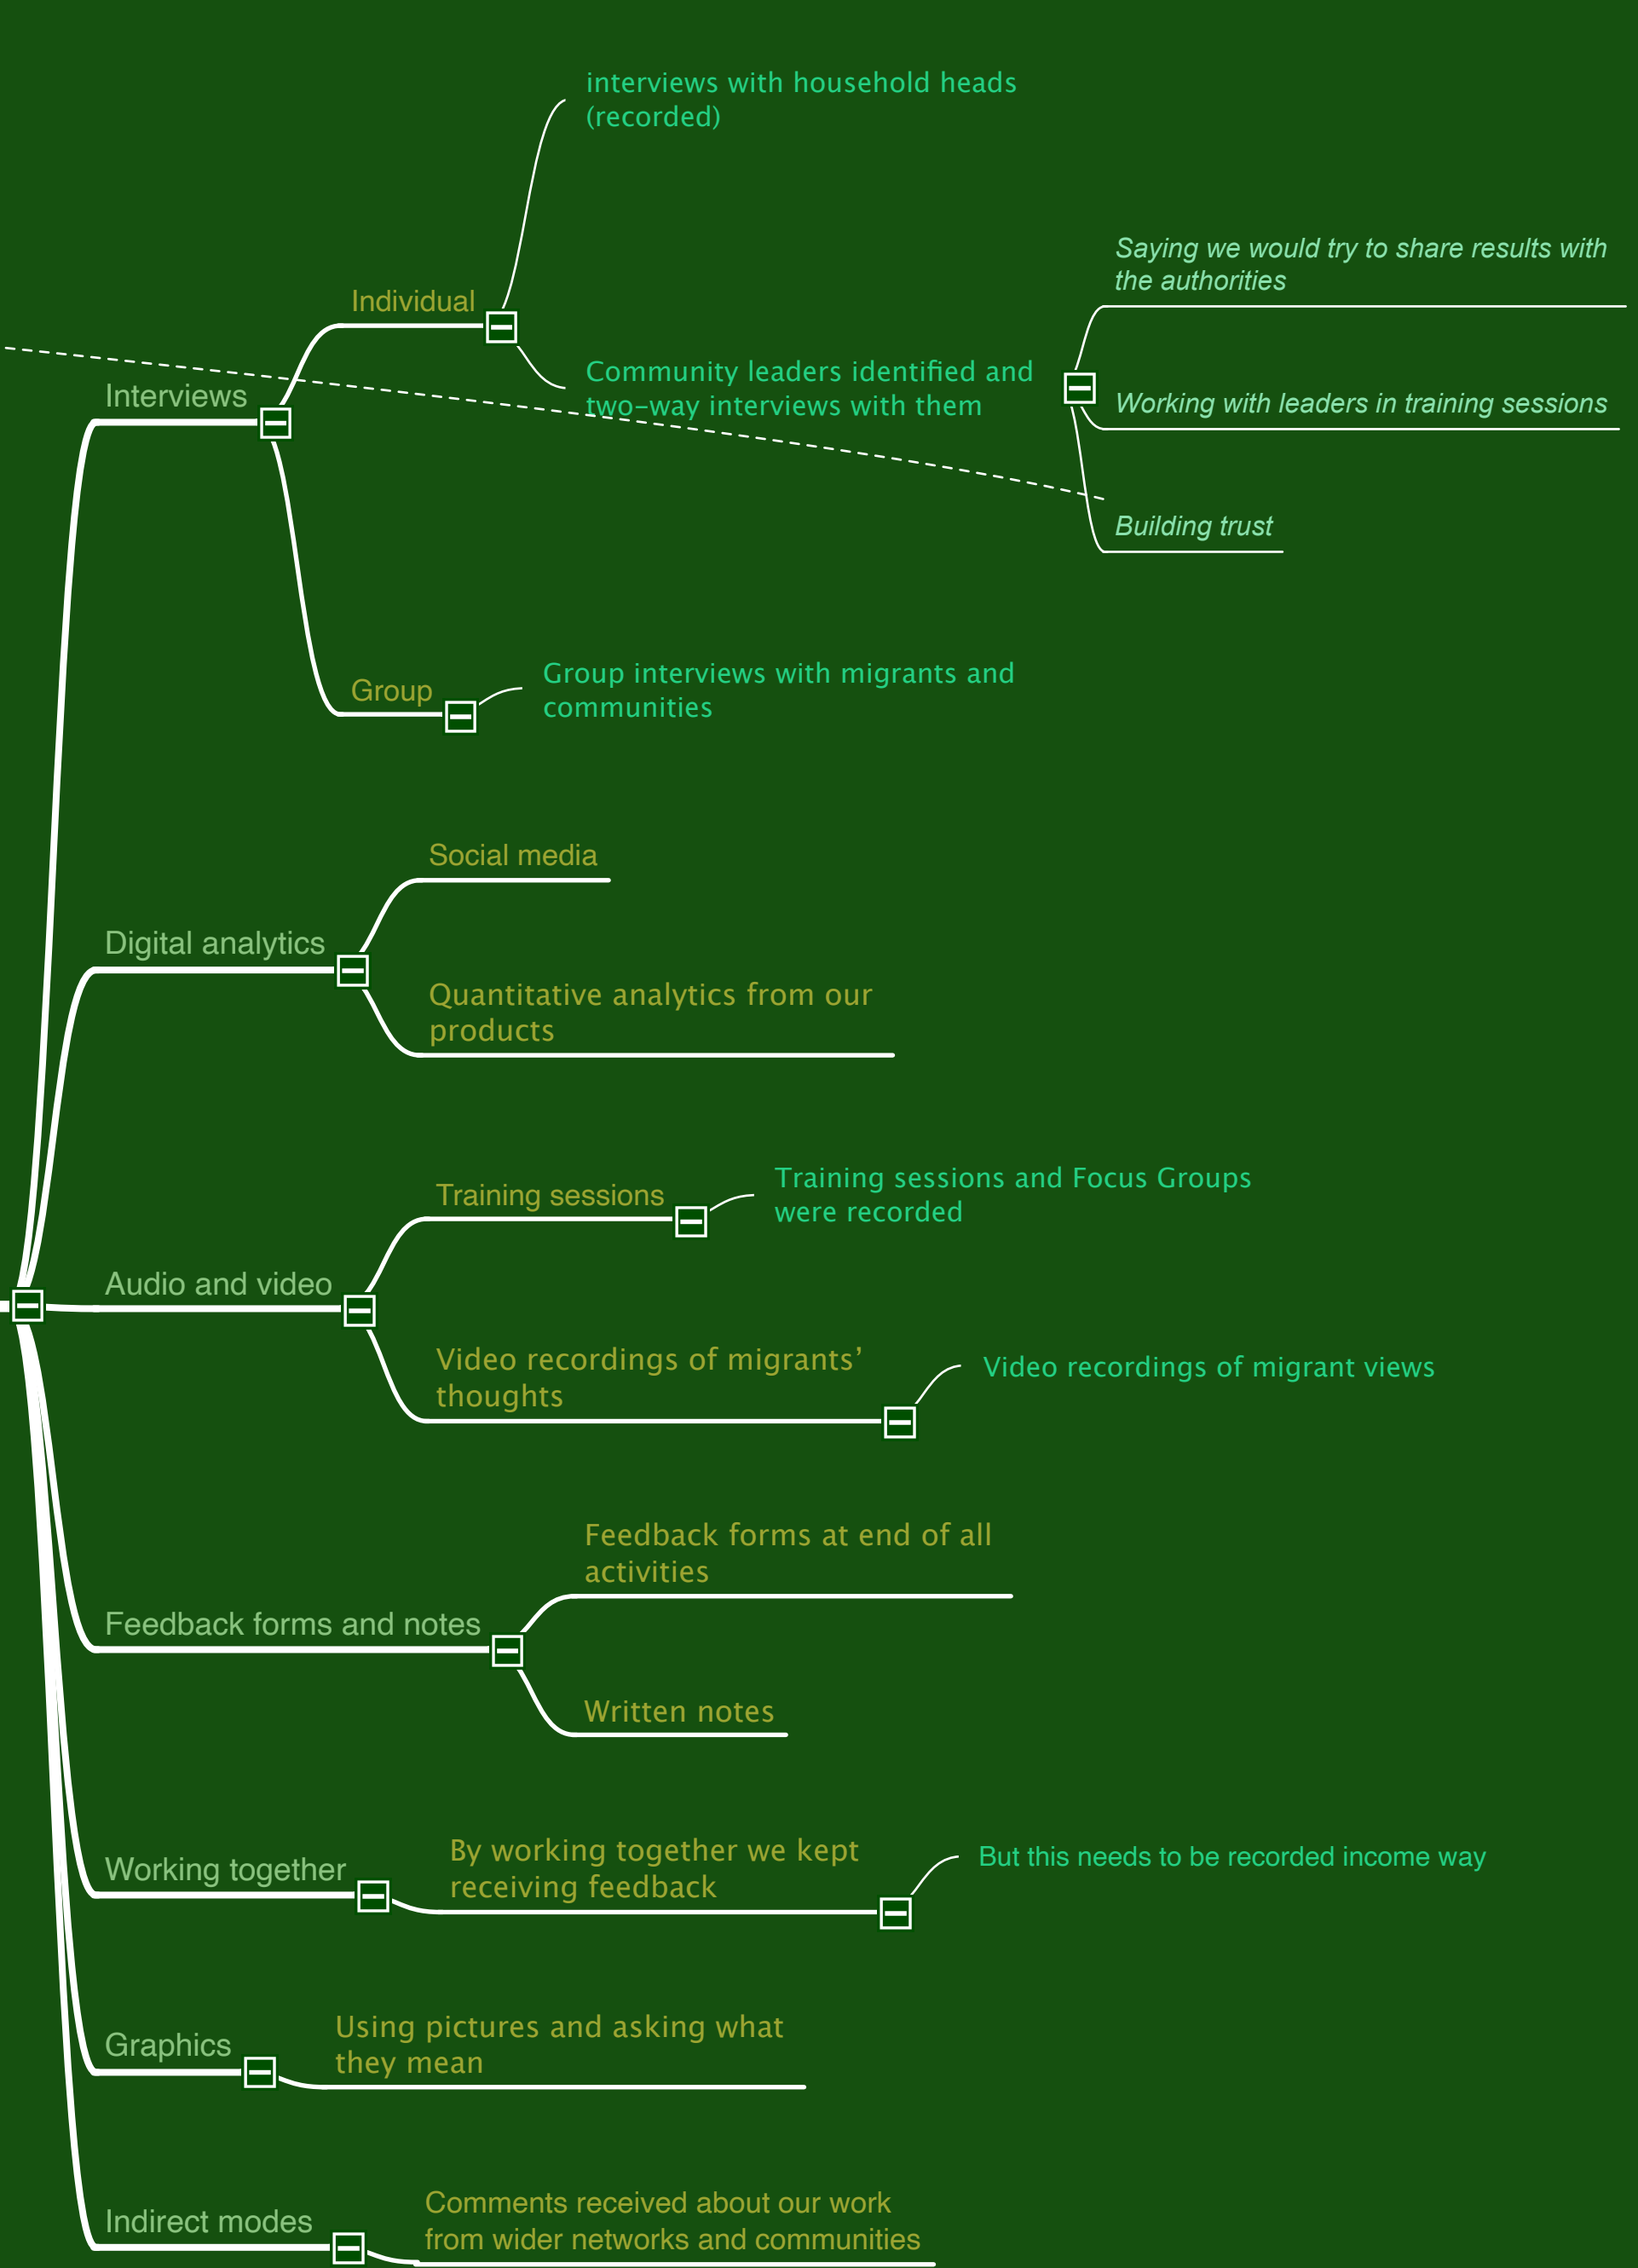 interviews with household heads
(recorded)
Saying we would try to share results with
the authorities
Individual
Community leaders identified and
two-way interviews with them
Interviews
Working with leaders in training sessions
Building trust
Group interviews with migrants and
communities
Group
Social media
Digital analytics
Quantitative analytics from our
products
Training sessions and Focus Groups
were recorded
Training sessions
Audio and video
Video recordings of migrants’
thoughts
Video recordings of migrant views
Feedback forms at end of all
activities
Feedback forms and notes
Written notes
By working together we kept
receiving feedback
But this needs to be recorded income way
Working together
Using pictures and asking what
they mean
Graphics
Comments received about our work
from wider networks and communities
Indirect modes